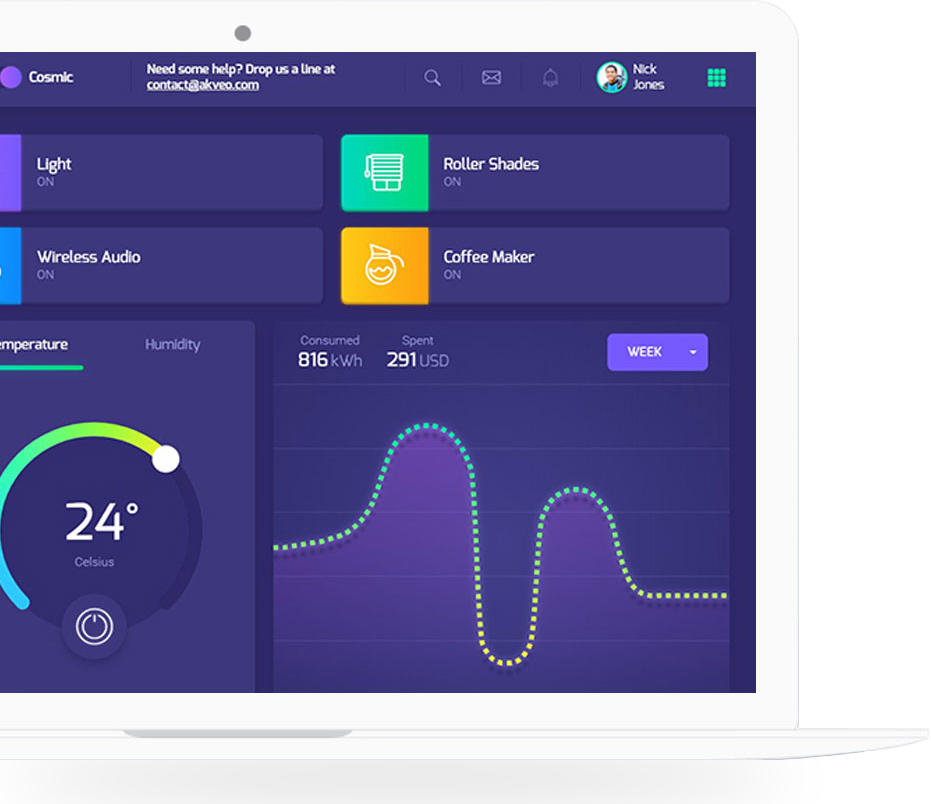 Cosmic
Need some help? Drop us a line at
contact@akveo.com
Nick
Jones
Light
ON
Roller Shades
ON
Wireless Audio
ON
Coffee Maker
ON
emperature
Humidity
Consumed
816 kWh
Spent
291 USD
WEEK
24°
Celsius